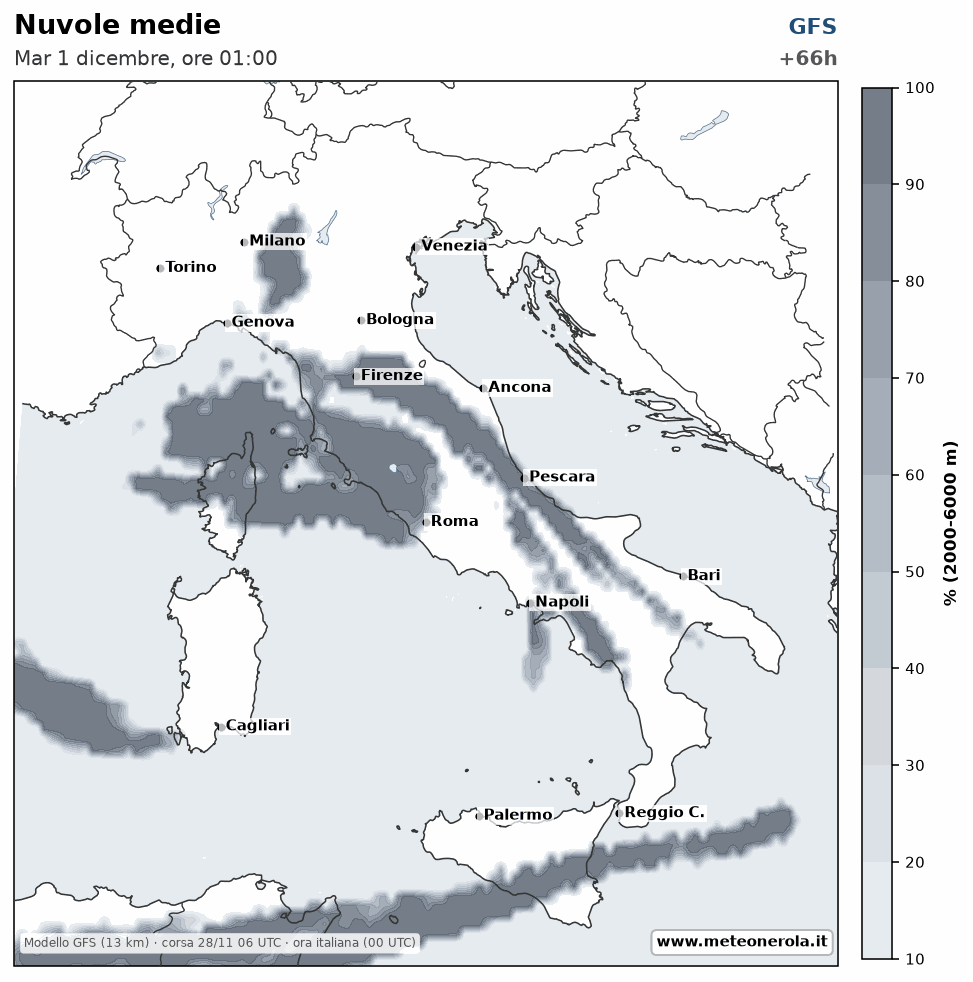 Nuvole medie
GFS
Mar 1 dicembre, ore 01:00
+66h
100
90
80
70
60
50
40
30
20
10
% (2000-6000 m)
Milano
Venezia
Torino
Genova
Bologna
Firenze
Ancona
Pescara
Roma
Bari
Napoli
Cagliari
Palermo
Reggio C.
Modello GFS (13 km) · corsa 28/11 06 UTC · ora italiana (00 UTC)
www.meteonerola.it